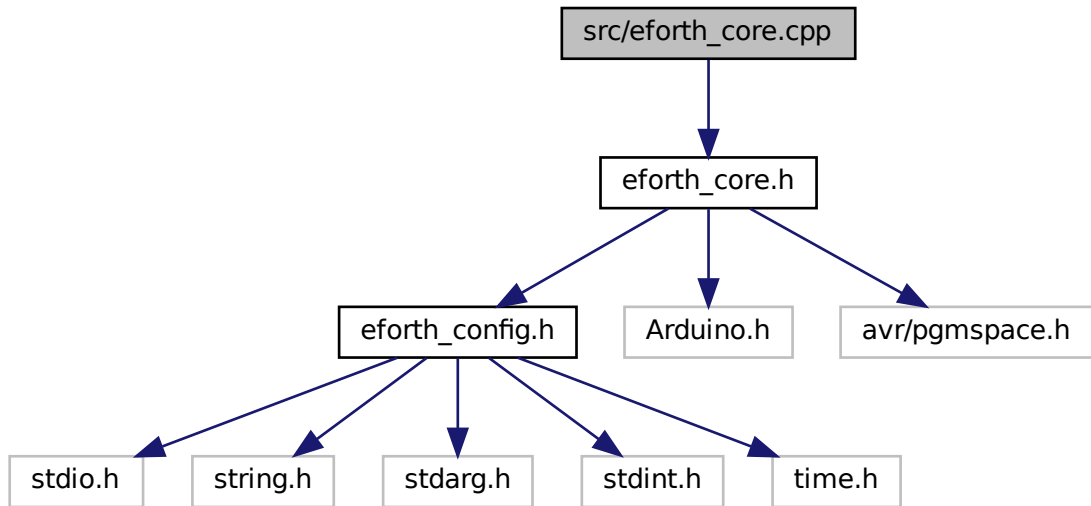 src/eforth_core.cpp
eforth_core.h
eforth_config.h
Arduino.h
avr/pgmspace.h
stdio.h
string.h
stdarg.h
stdint.h
time.h